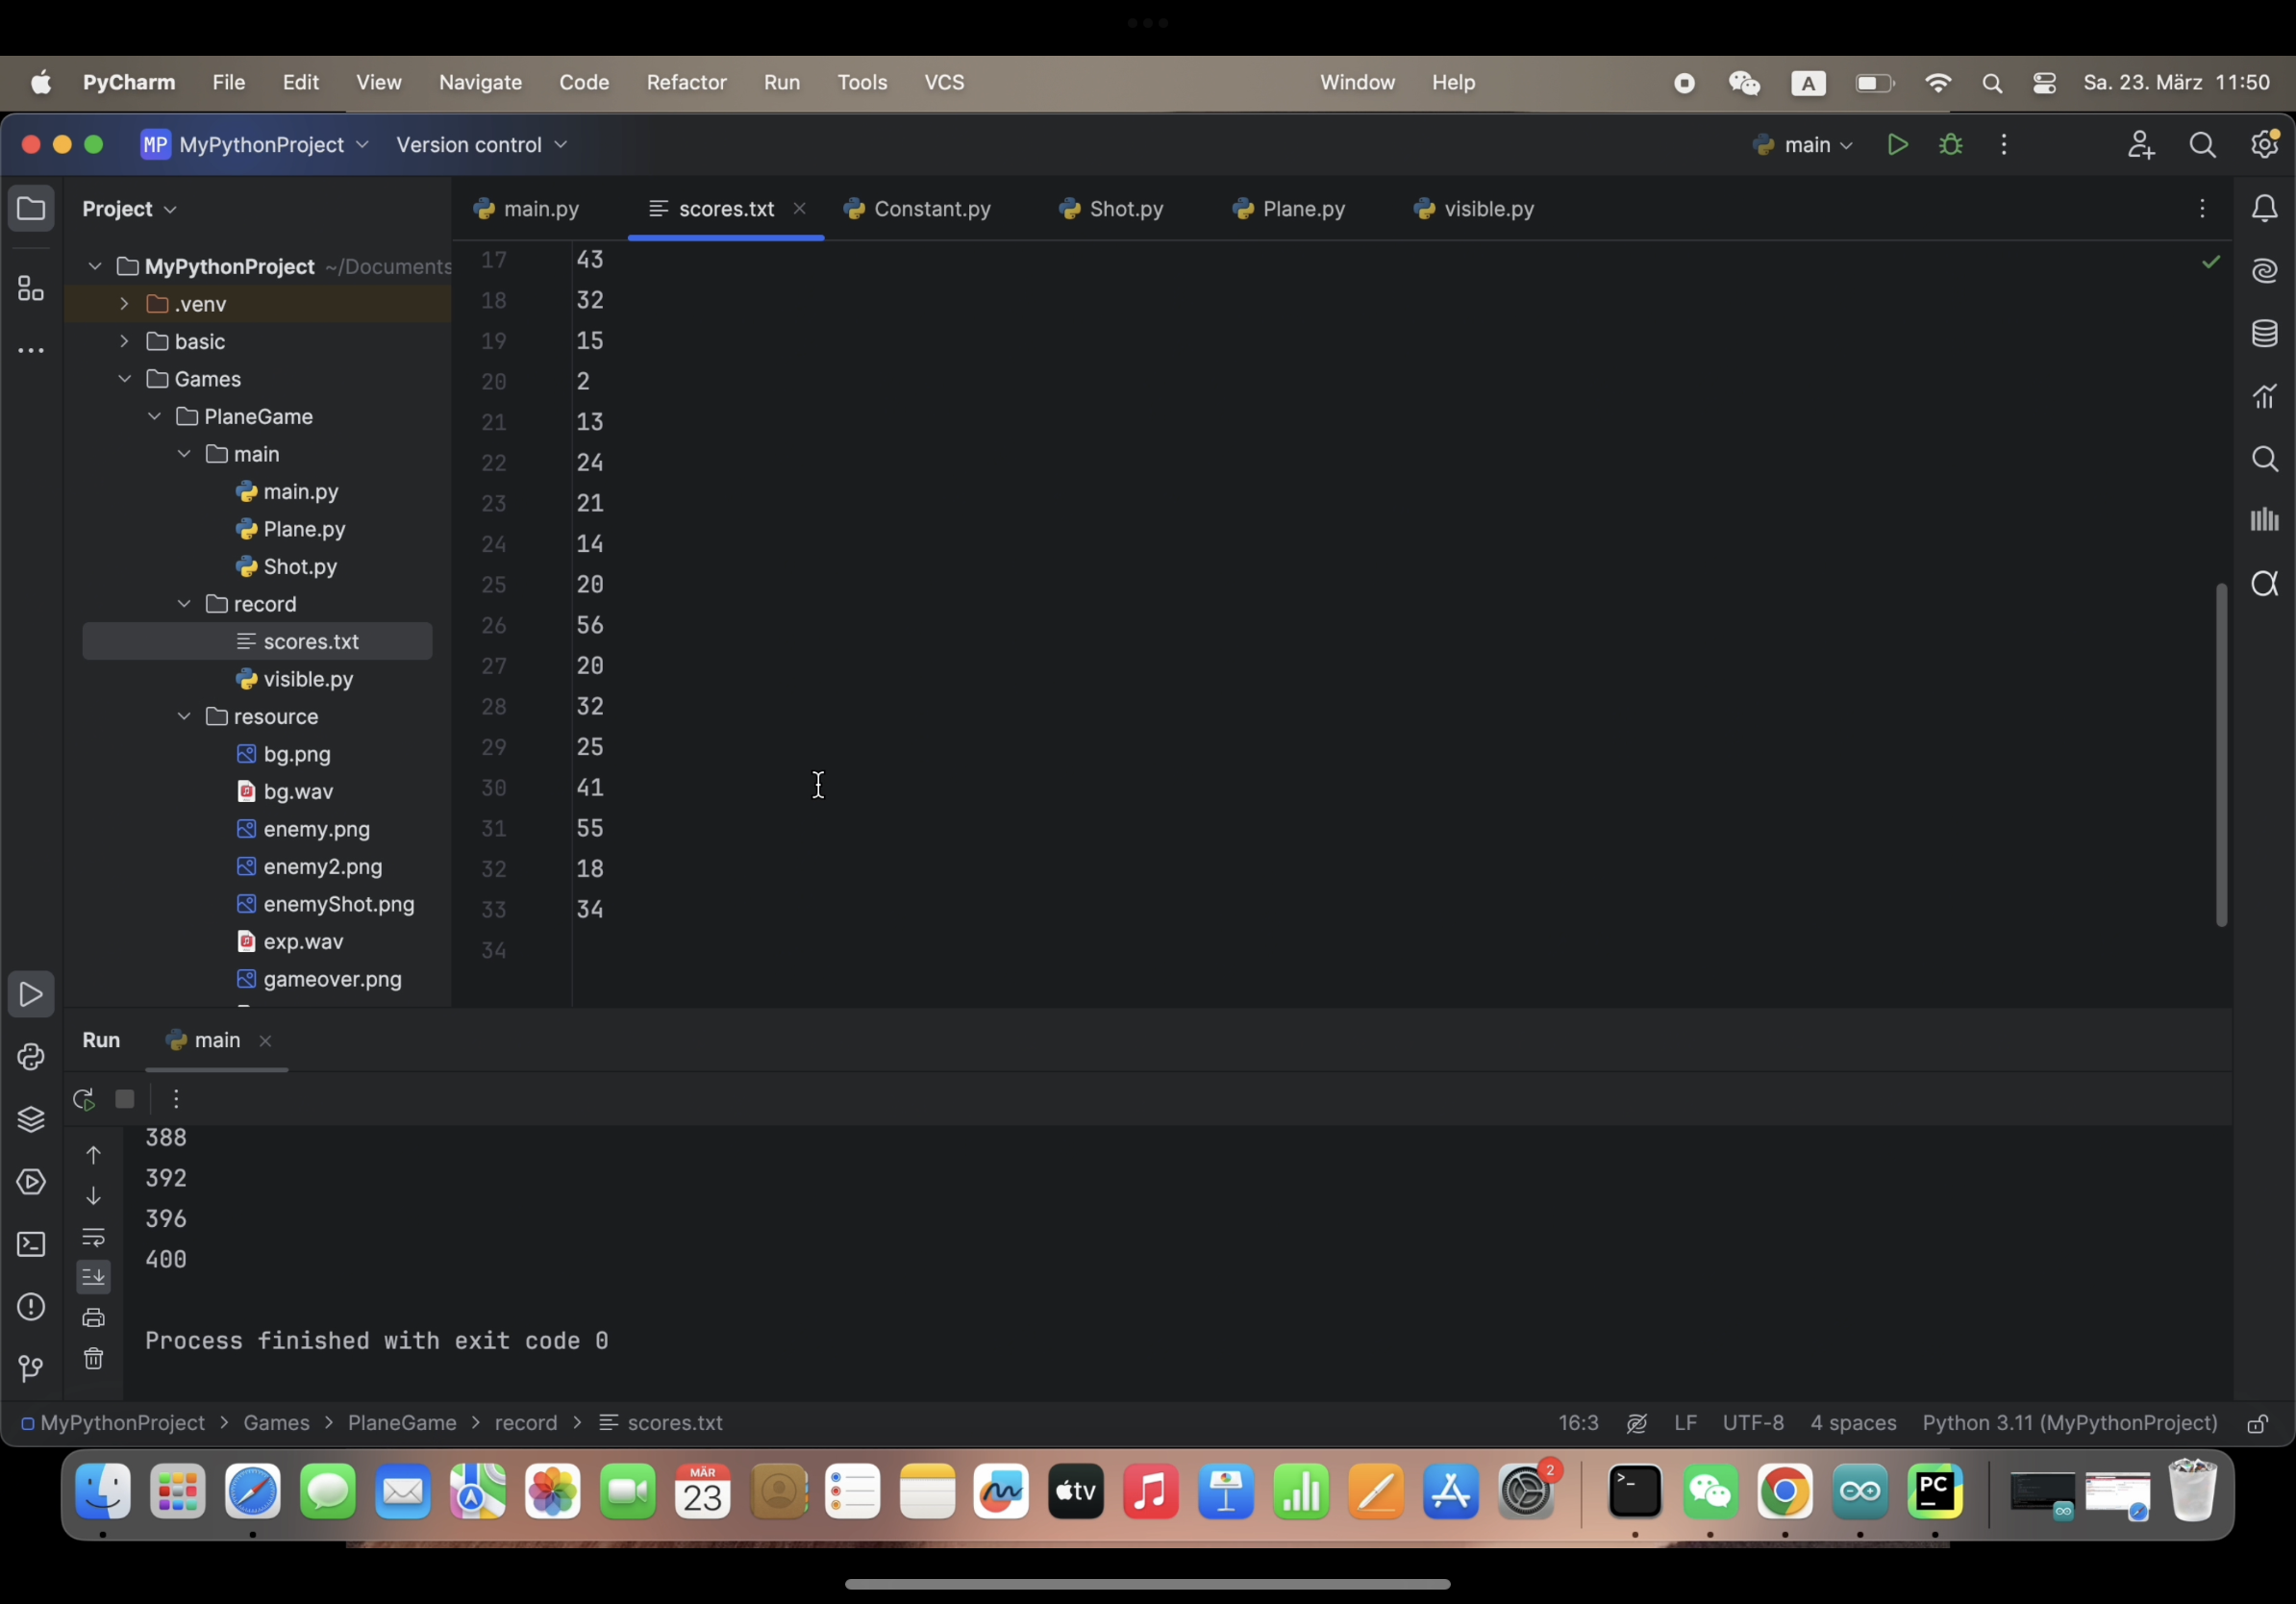 PyCharm File Edit View Navigate Code Refactor Run Tools VCS Window Help A Sa. 23. März 11:50
MP MyPythonProject Version control main
Project
main.py scores.txt Constant.py Shot.py Plane.py visible.py
MyPythonProject ~/Documents
.venv
basic
Games
PlaneGame
main
main.py
Plane.py
Shot.py
record
scores.txt
visible.py
resource
bg.png
bg.wav
enemy.png
enemy2.png
enemyShot.png
exp.wav
gameover.png
17 43
18 32
19 15
20 2
21 13
22 24
23 21
24 14
25 20
26 56
27 20
28 32
29 25
30 41
31 55
32 18
33 34
34
Run main
388
392
396
400
Process finished with exit code 0
MyPythonProject > Games > PlaneGame > record > scores.txt 16:3 LF UTF-8 4 spaces Python 3.11 (MyPythonProject)
MÄR
23
tv
2
PC